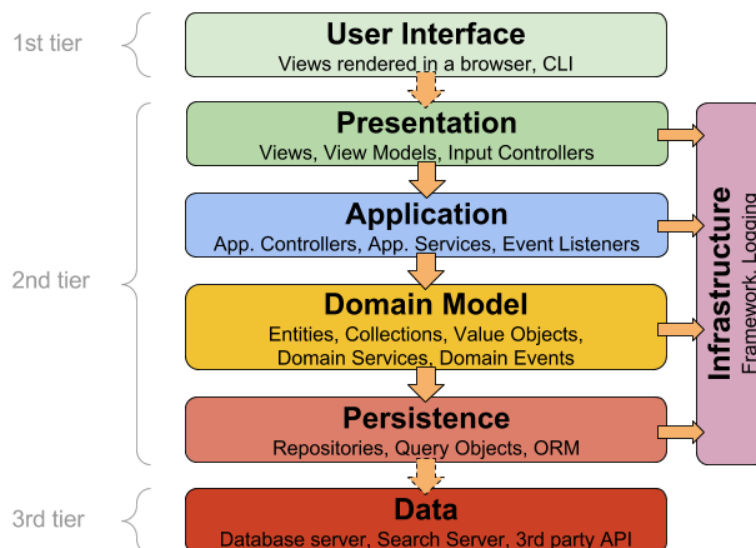 1st tier
User Interface
Views rendered in a browser, CLI
Presentation
Views, View Models, Input Controllers
Application
App. Controllers, App. Services, Event Listeners
2nd tier
Domain Model
Entities, Collections, Value Objects,
Domain Services, Domain Events
Persistence
Repositories, Query Objects, ORM
Infrastructure
Framework, Logging
3rd tier
Data
Database server, Search Server, 3rd party API